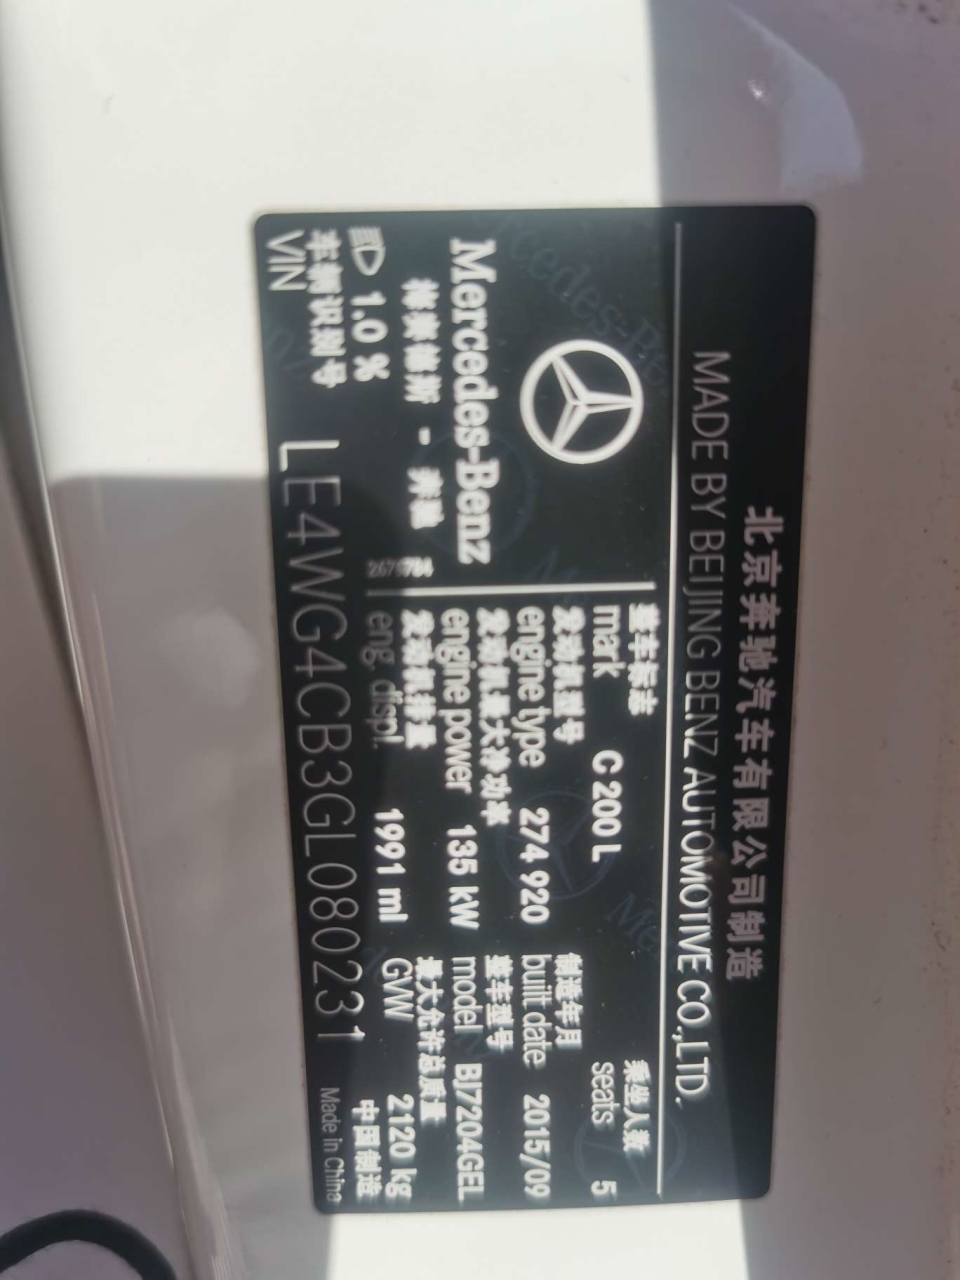 北京奔驰汽车有限公司制造
MADE BY BEIJING BENZ AUTOMOTIVE CO.,LTD.
Mercedes-Benz
梅赛德斯 - 奔驰
1.0 %
整车标志
mark C 200 L
乘坐人数
seats 5
发动机型号
engine type 274 920
制造年月
built date 2015/09
发动机最大净功率
engine power 135 kW
整车型号
model BJ7204GEL
发动机排量
eng. displ. 1991 ml
最大允许总质量
GVW 2120 kg
车辆识别号
VIN LE4WG4CB3GL080231
中国制造
Made in China